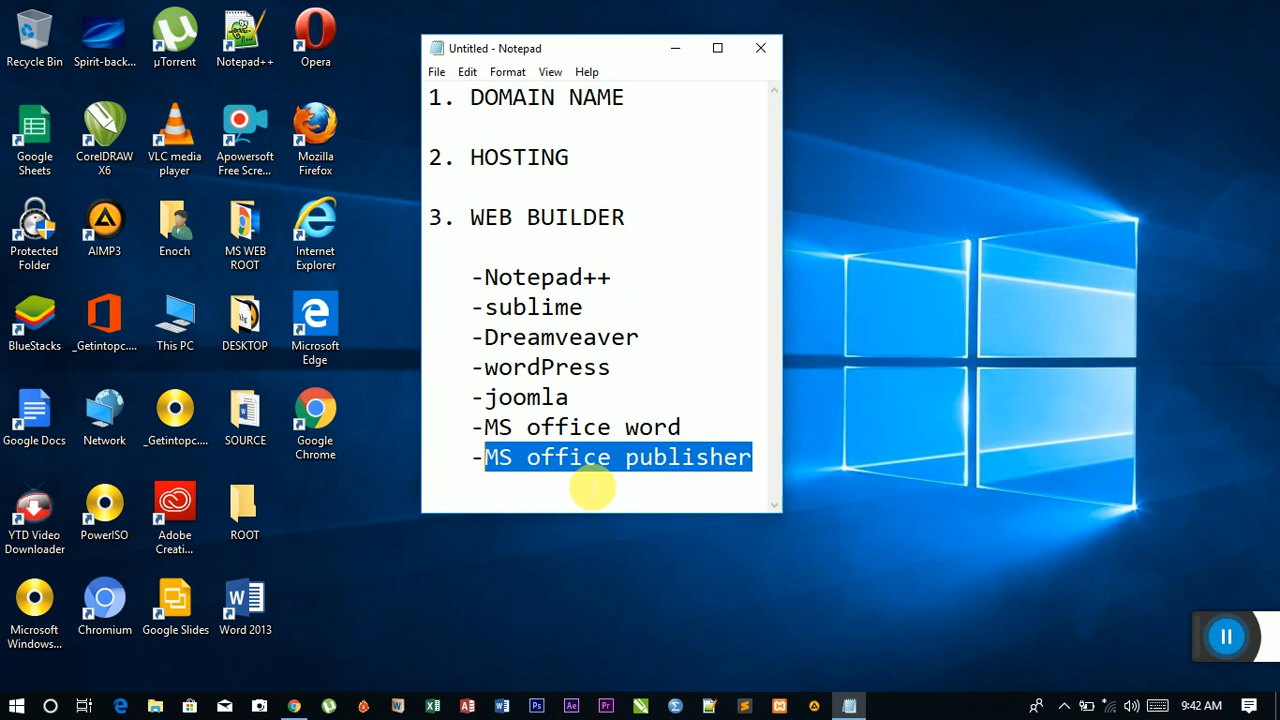 Recycle Bin
Spirit-back...
µTorrent
Notepad++
Opera
Google Sheets
CorelDRAW X6
VLC media player
Apowersoft Free Scre...
Mozilla Firefox
Protected Folder
AIMP3
Enoch
MS WEB ROOT
Internet Explorer
BlueStacks
_Getintopc....
This PC
DESKTOP
Microsoft Edge
Google Docs
Network
_Getintopc....
SOURCE
Google Chrome
YTD Video Downloader
PowerISO
Adobe Creati...
ROOT
Microsoft Windows...
Chromium
Google Slides
Word 2013
Untitled - Notepad
File Edit Format View Help
1. DOMAIN NAME
2. HOSTING
3. WEB BUILDER
-Notepad++
-sublime
-Dreamveaver
-wordPress
-joomla
-MS office word
-MS office publisher
9:42 AM